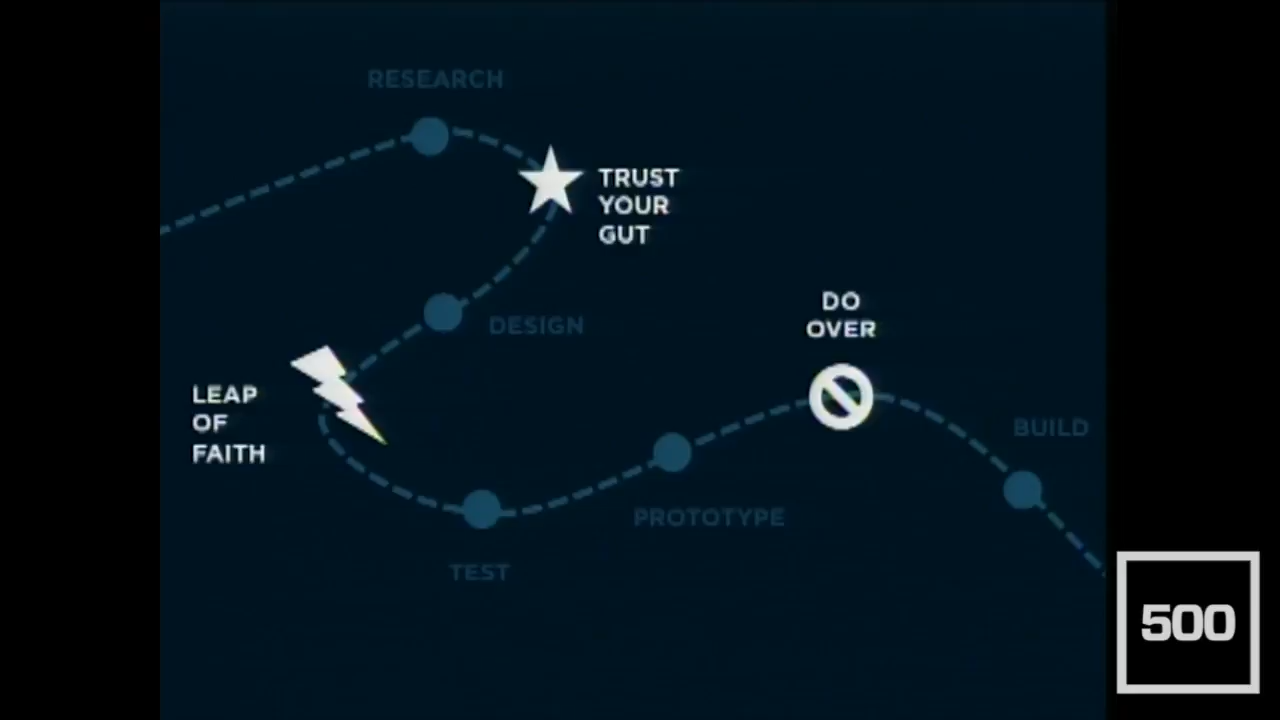 RESEARCH
TRUST
YOUR
GUT
DESIGN
LEAP
OF
FAITH
TEST
PROTOTYPE
DO
OVER
BUILD
500